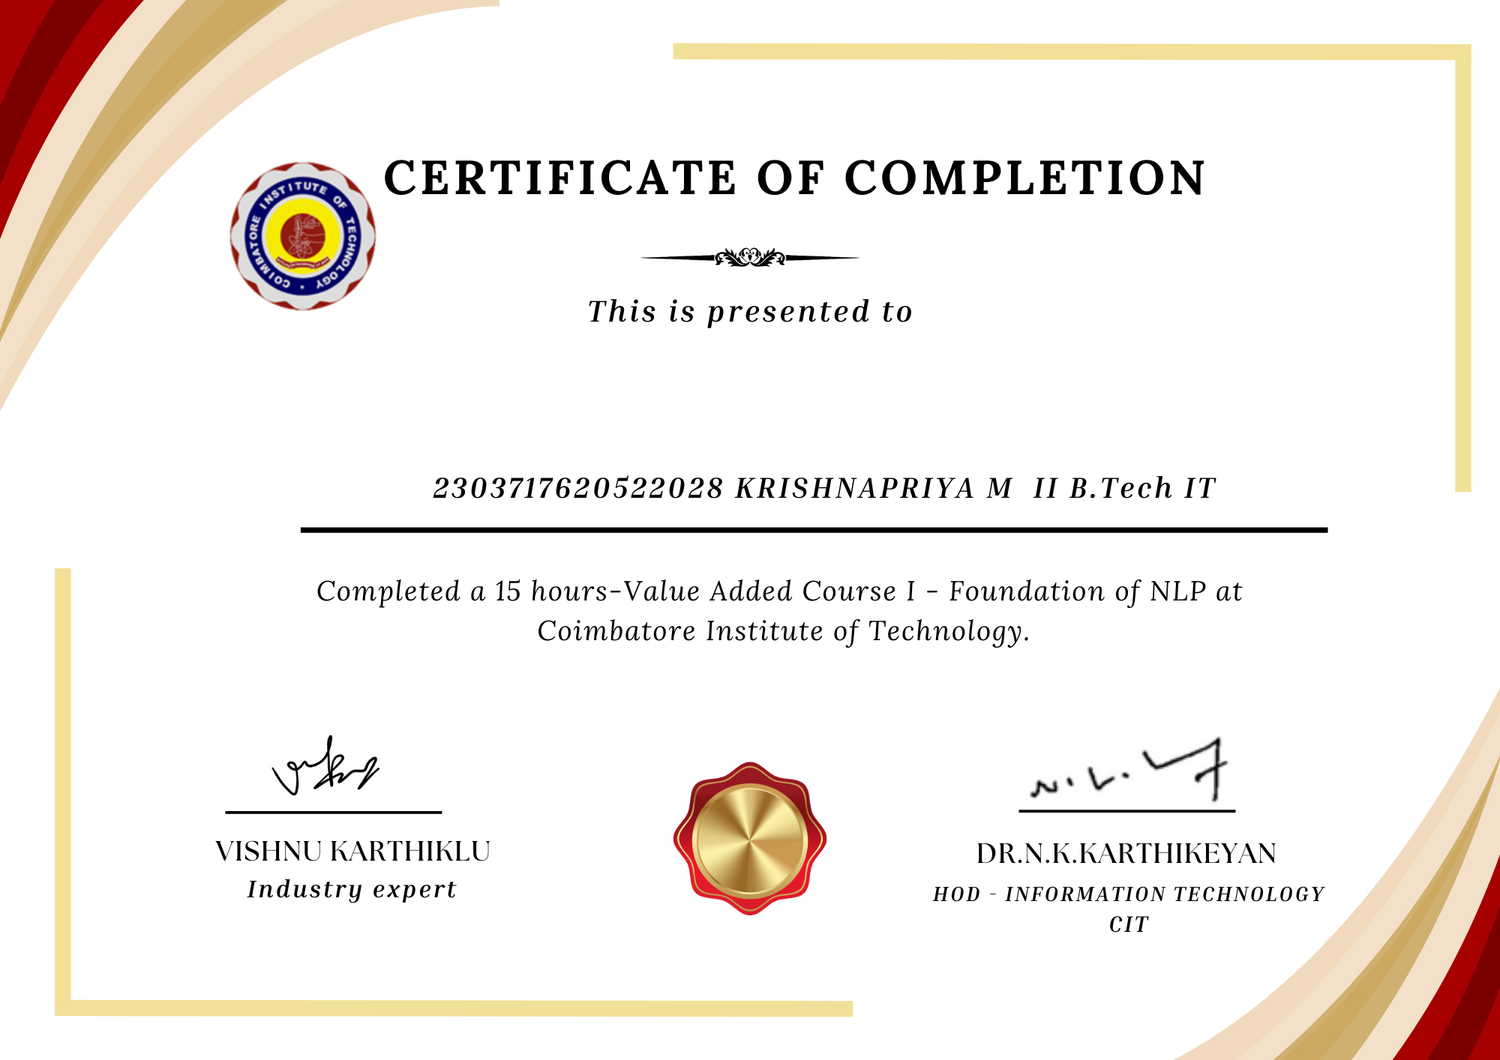 CERTIFICATE OF COMPLETION
COIMBATORE INSTITUTE OF TECHNOLOGY
This is presented to
2303717620522028 KRISHNAPRIYA M II B.Tech IT
Completed a 15 hours-Value Added Course I - Foundation of NLP at
Coimbatore Institute of Technology.
N.K.
VISHNU KARTHIKLU
Industry expert
DR.N.K.KARTHIKEYAN
HOD - INFORMATION TECHNOLOGY
CIT